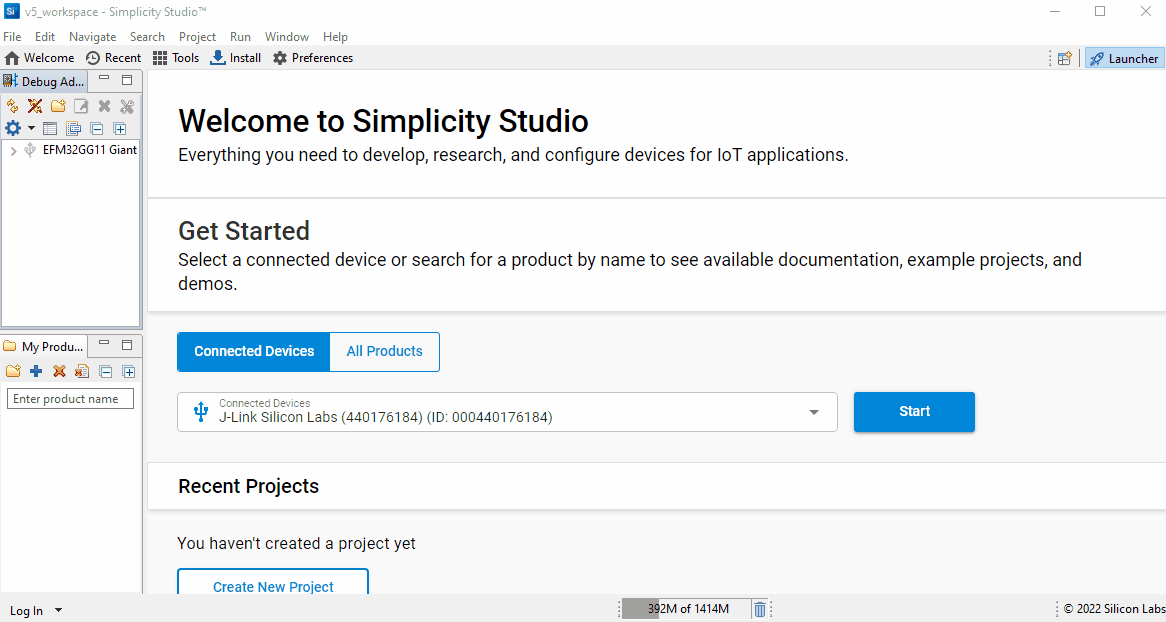 v5_workspace - Simplicity Studio™
File Edit Navigate Search Project Run Window Help
Welcome Recent Tools Install Preferences
Launcher
Debug Ad...
EFM32GG11 Giant
My Produ...
Enter product name
Welcome to Simplicity Studio
Everything you need to develop, research, and configure devices for IoT applications.
Get Started
Select a connected device or search for a product by name to see available documentation, example projects, and
demos.
Connected Devices All Products
Connected Devices
J-Link Silicon Labs (440176184) (ID: 000440176184)
Start
Recent Projects
You haven't created a project yet
Create New Project
Log In
392M of 1414M
© 2022 Silicon Labs